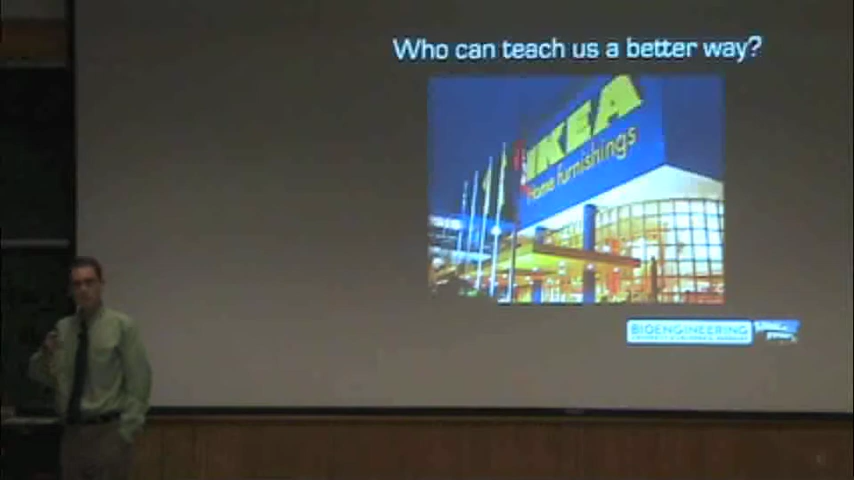 Who can teach us a better way?
IKEA
Home furnishings
BIOENGINEERING